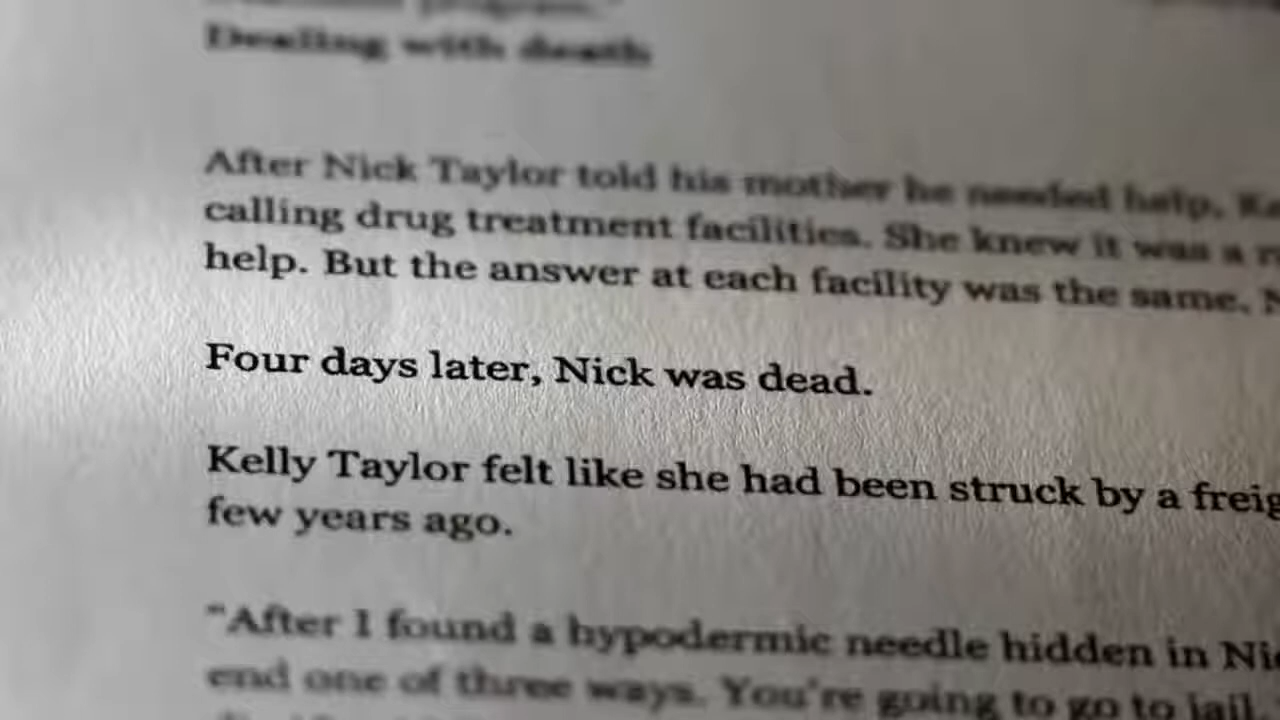 program."
Dealing with death
After Nick Taylor told his mother he needed help,
calling drug treatment facilities. She knew it was a
help. But the answer at each facility was the same,
Four days later, Nick was dead.
Kelly Taylor felt like she had been struck by a freig
few years ago.
"After I found a hypodermic needle hidden in
end one of three ways. You're going to go to jail.